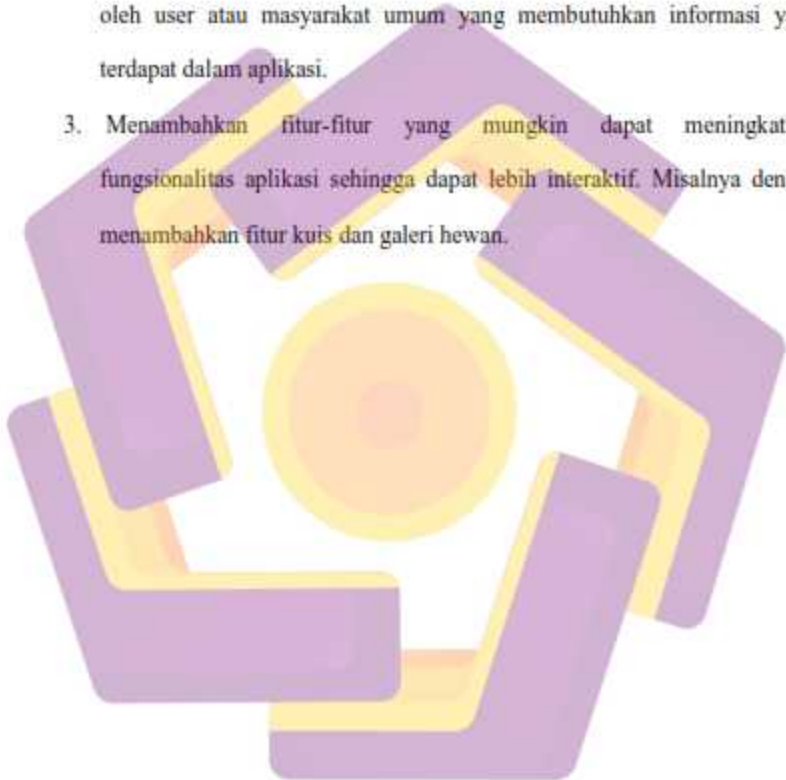 oleh user atau masyarakat umum yang membutuhkan informasi y
terdapat dalam aplikasi.
3. Menambahkan fitur-fitur yang mungkin dapat meningkat
fungsionalitas aplikasi sehingga dapat lebih interaktif. Misalnya den
menambahkan fitur kuis dan galeri hewan.